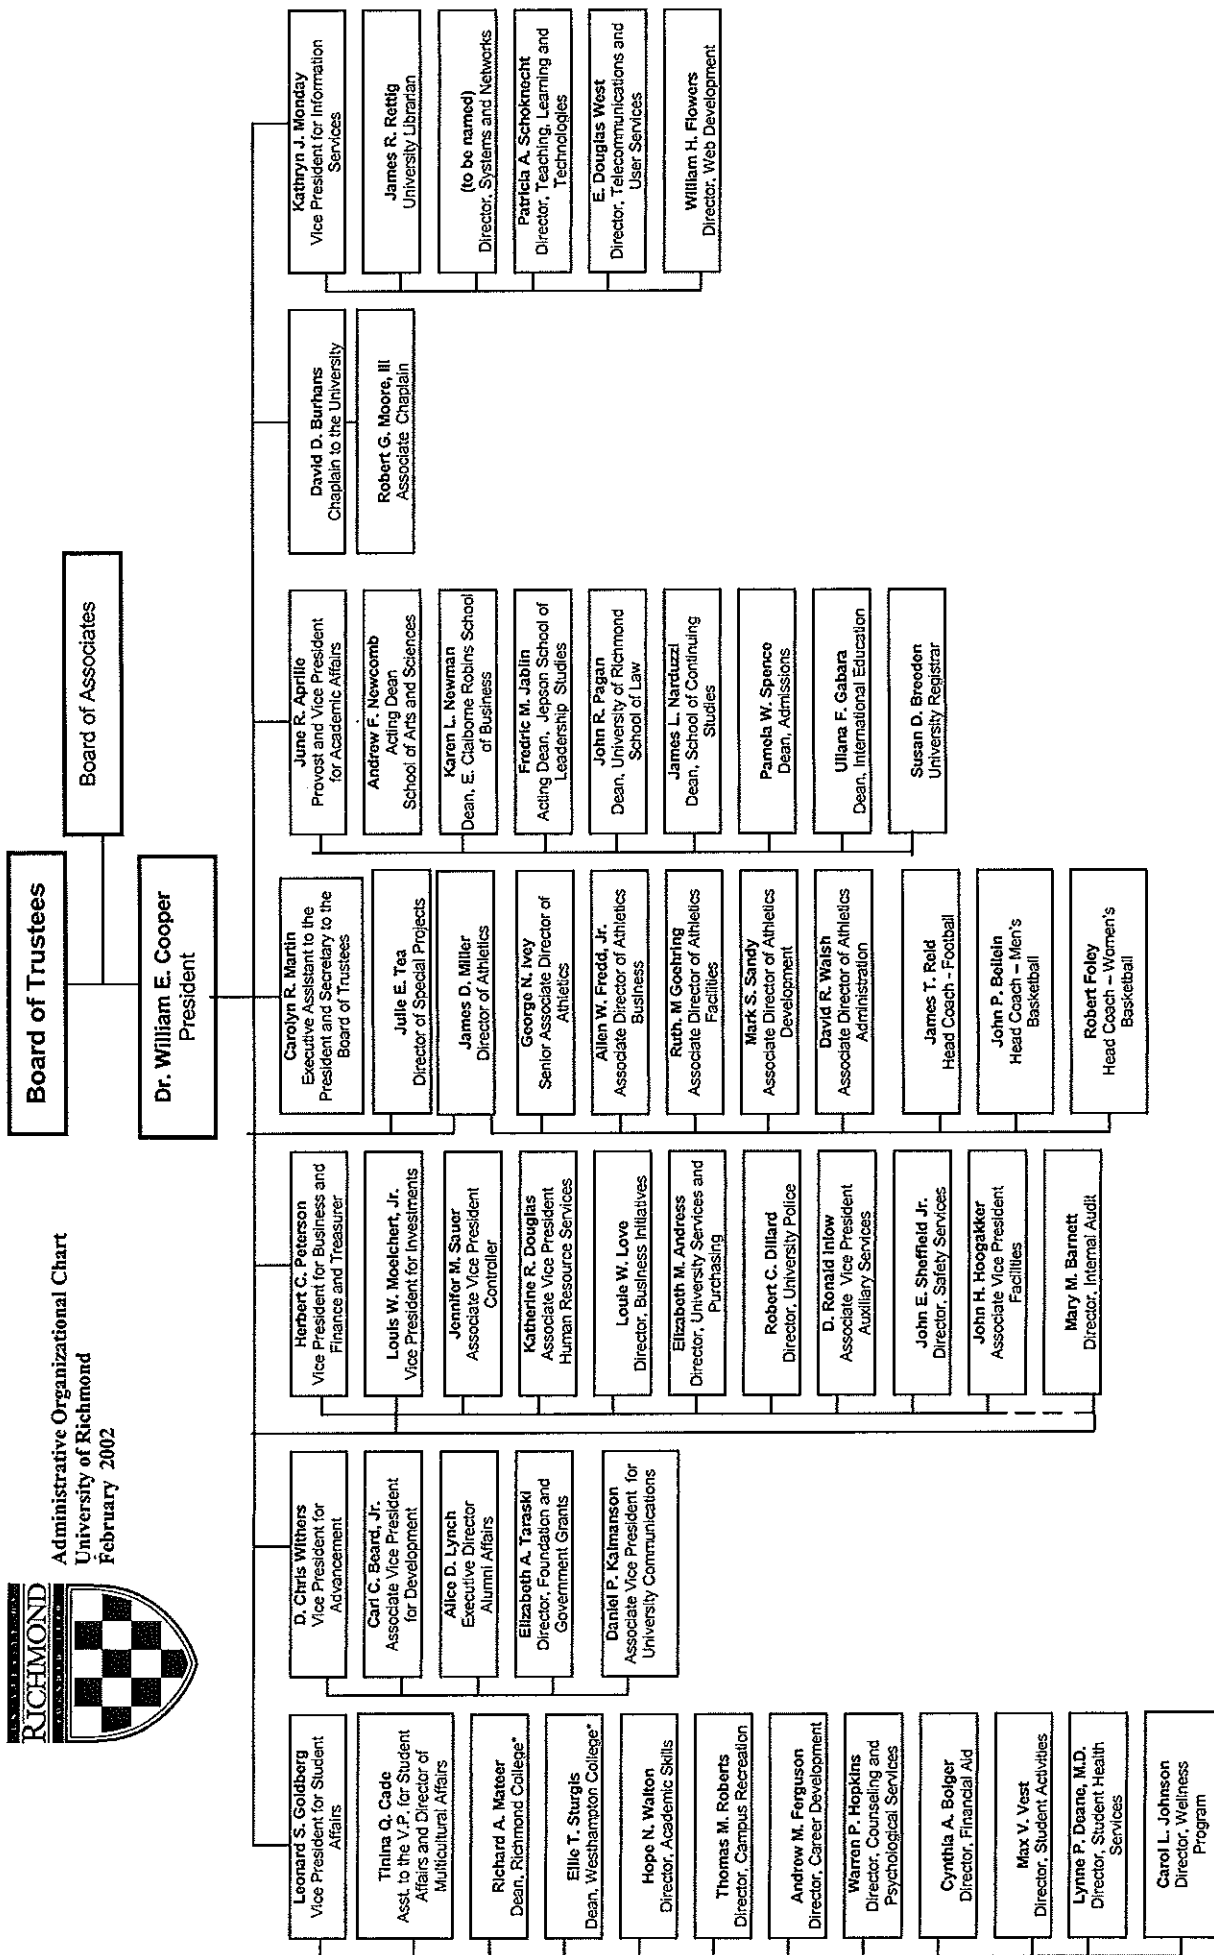 RICHMOND
Administrative Organizational Chart
University of Richmond
February 2002
Board of Trustees
Board of Associates
Dr. William E. Cooper
President
Leonard S. Goldberg
Vice President for Student
Affairs
Tinina Q. Cade
Asst. to the V.P. for Student
Affairs and Director of
Multicultural Affairs
Richard A. Mateer
Dean, Richmond College*
Ellie T. Sturgis
Dean, Westhampton College*
Hope N. Walton
Director, Academic Skills
Thomas M. Roberts
Director, Campus Recreation
Andrew M. Ferguson
Director, Career Development
Warren P. Hopkins
Director, Counseling and
Psychological Services
Cynthia A. Bolger
Director, Financial Aid
Max V. Vest
Director, Student Activities
Lynne P. Deane, M.D.
Director, Student Health
Services
Carol L. Johnson
Director, Wellness
Program
D. Chris Withers
Vice President for
Advancement
Carl C. Beard, Jr.
Associate Vice President
for Development
Alice D. Lynch
Executive Director
Alumni Affairs
Elizabeth A. Taraski
Director, Foundation and
Government Grants
Daniel P. Kalmanson
Associate Vice President for
University Communications
Herbert C. Peterson
Vice President for Business and
Finance and Treasurer
Louis W. Moelchert, Jr.
Vice President for Investments
Jennifer M. Sauer
Associate Vice President
Controller
Katherine R. Douglas
Associate Vice President
Human Resource Services
Louie W. Love
Director, Business Initiatives
Elizabeth M. Andress
Director, University Services and
Purchasing
Robert C. Dillard
Director, University Police
D. Ronald Inlow
Associate Vice President
Auxiliary Services
John E. Sheffield Jr.
Director, Safety Services
John H. Hoogakker
Associate Vice President
Facilities
Mary M. Barnett
Director, Internal Audit
Carolyn R. Martin
Executive Assistant to the
President and Secretary to the
Board of Trustees
Julie E. Tea
Director of Special Projects
James D. Miller
Director of Athletics
George N. Ivey
Senior Associate Director of
Athletics
Allen W. Fredd, Jr.
Associate Director of Athletics
Business
Ruth. M Goehring
Associate Director of Athletics
Facilities
Mark S. Sandy
Associate Director of Athletics
Development
David R. Walsh
Associate Director of Athletics
Administration
James T. Reid
Head Coach - Football
John P. Beilein
Head Coach – Men's
Basketball
Robert Foley
Head Coach – Women's
Basketball
June R. Aprille
Provost and Vice President
for Academic Affairs
Andrew F. Newcomb
Acting Dean
School of Arts and Sciences
Karen L. Newman
Dean, E. Claiborne Robins School
of Business
Fredric M. Jablin
Acting Dean, Jepson School of
Leadership Studies
John R. Pagan
Dean, University of Richmond
School of Law
James L. Narduzzi
Dean, School of Continuing
Studies
Pamela W. Spence
Dean, Admissions
Uliana F. Gabara
Dean, International Education
Susan D. Breeden
University Registrar
David D. Burhans
Chaplain to the University
Robert G. Moore, III
Associate Chaplain
Kathryn J. Monday
Vice President for Information
Services
James R. Rettig
University Librarian
(to be named)
Director, Systems and Networks
Patricia A. Schoknecht
Director, Teaching, Learning and
Technologies
E. Douglas West
Director, Telecommunications and
User Services
William H. Flowers
Director, Web Development